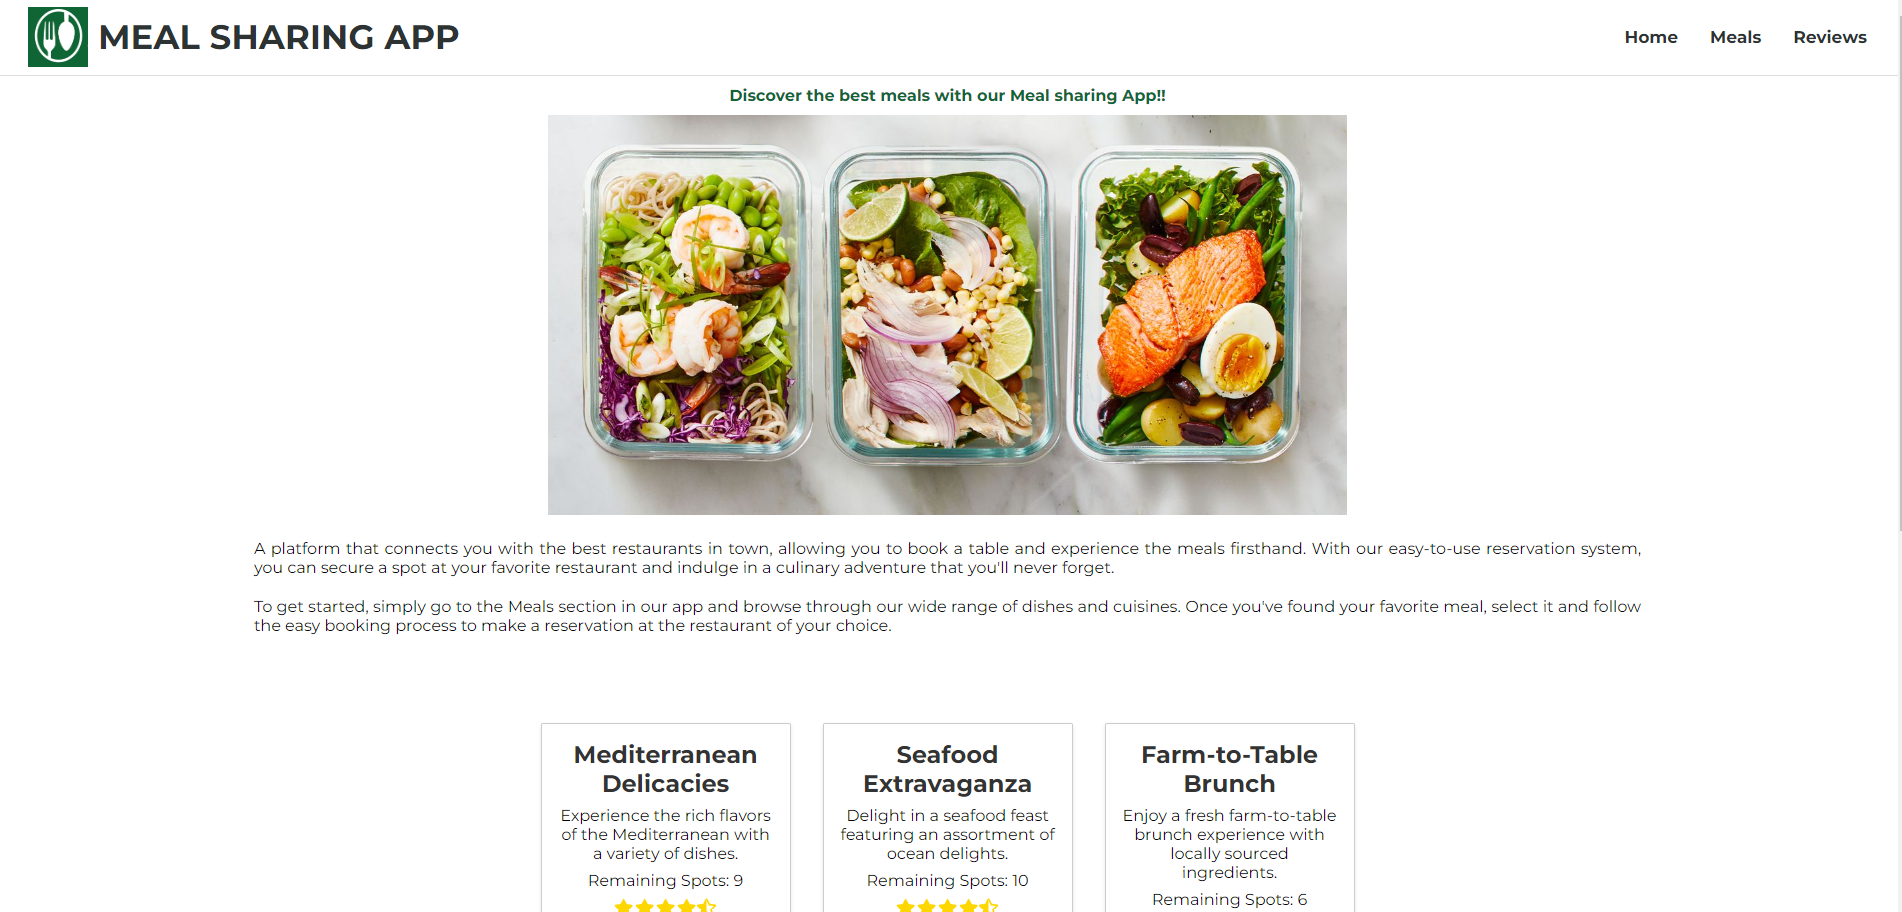 MEAL SHARING APP
Home Meals Reviews
Discover the best meals with our Meal sharing App!!
A platform that connects you with the best restaurants in town, allowing you to book a table and experience the meals firsthand. With our easy-to-use reservation system,
you can secure a spot at your favorite restaurant and indulge in a culinary adventure that you'll never forget.
To get started, simply go to the Meals section in our app and browse through our wide range of dishes and cuisines. Once you've found your favorite meal, select it and follow
the easy booking process to make a reservation at the restaurant of your choice.
Mediterranean
Delicacies
Experience the rich flavors
of the Mediterranean with
a variety of dishes.
Remaining Spots: 9
Seafood
Extravaganza
Delight in a seafood feast
featuring an assortment of
ocean delights.
Remaining Spots: 10
Farm-to-Table
Brunch
Enjoy a fresh farm-to-table
brunch experience with
locally sourced
ingredients.
Remaining Spots: 6